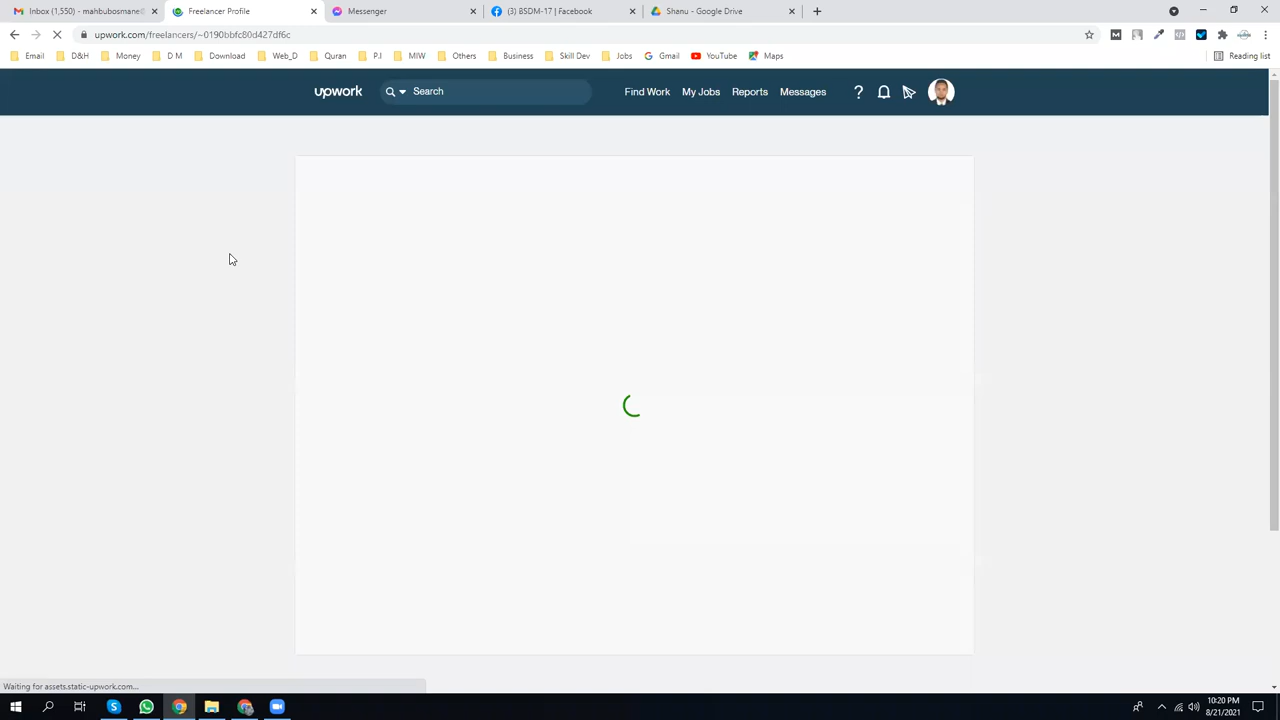 Inbox (1,550) - mahbubosmane@ Freelancer Profile Messenger (3) BSDM-17 | Facebook Shanu - Google Drive
upwork.com/freelancers/~0190bbfc80d427df6c
Email D&H Money D M Download Web_D Quran P.I MIW Others Business Skill Dev Jobs Gmail YouTube Maps Reading list
upwork Search Find Work My Jobs Reports Messages ?
Waiting for assets.static-upwork.com...
10:20 PM
8/21/2021